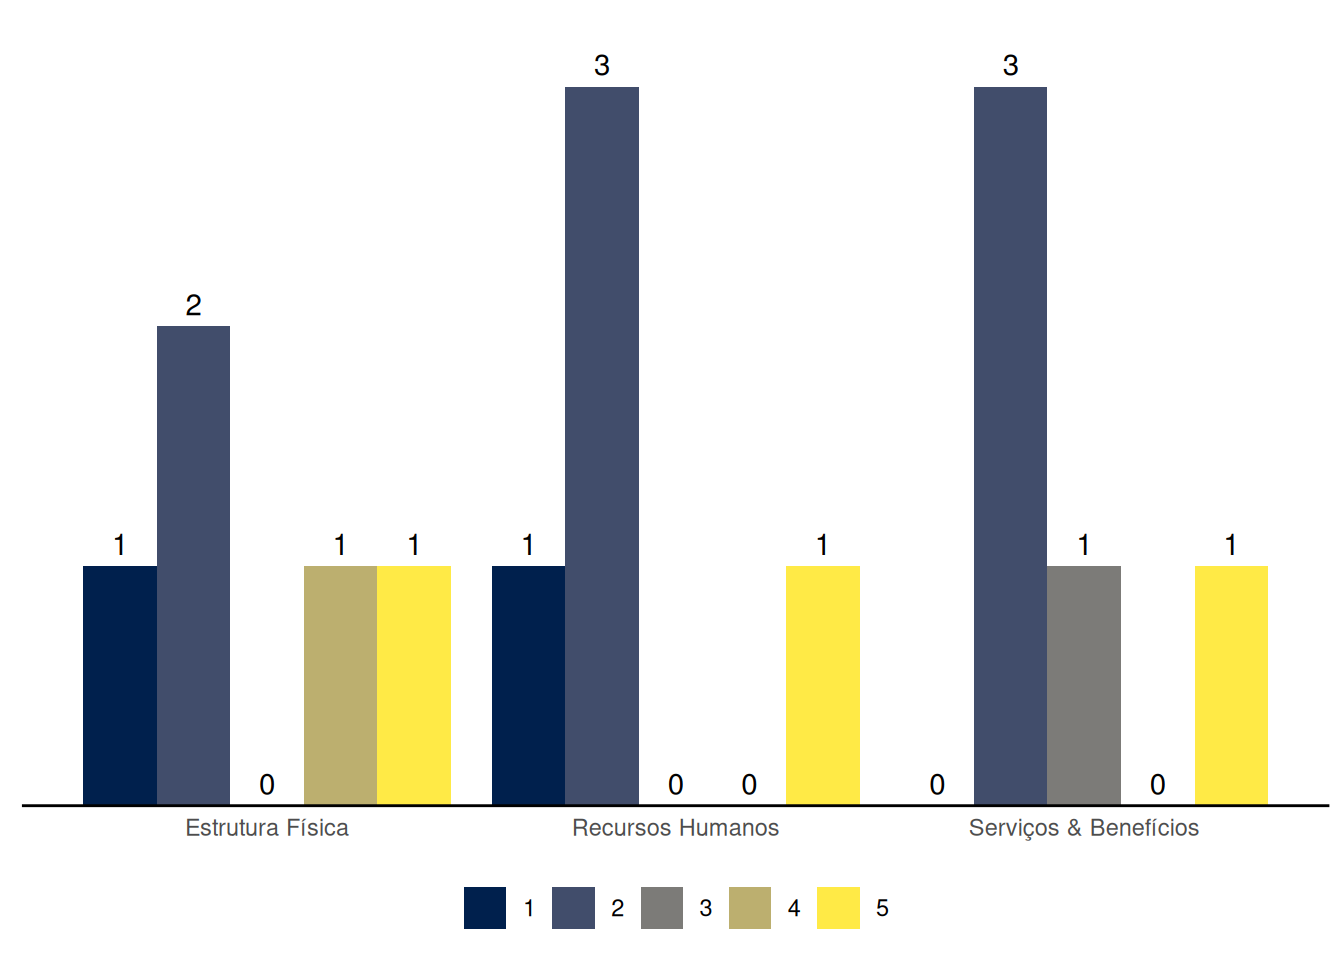 3 3
2
1 1 1 1 1 1 1
0 0 0 0 0
Estrutura Física Recursos Humanos Serviços & Benefícios
1 2 3 4 5